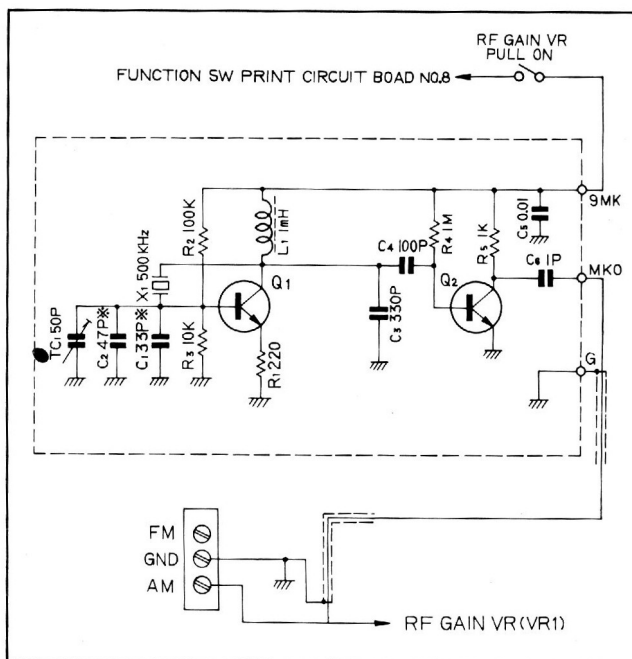 RF GAIN VR
PULL ON
FUNCTION SW PRINT CIRCUIT BOAD NO.8
9MK
R2 100K
L1 1mH
R4 1M
R5 1K
C5 0.01
X1 500KHz
C4 100P
C6 1P
MKO
Q1
Q2
TC1 50P
C2 47P※
C1 33P※
R3 10K
C3 330P
R1 220
G
FM
GND
AM
RF GAIN VR(VR1)